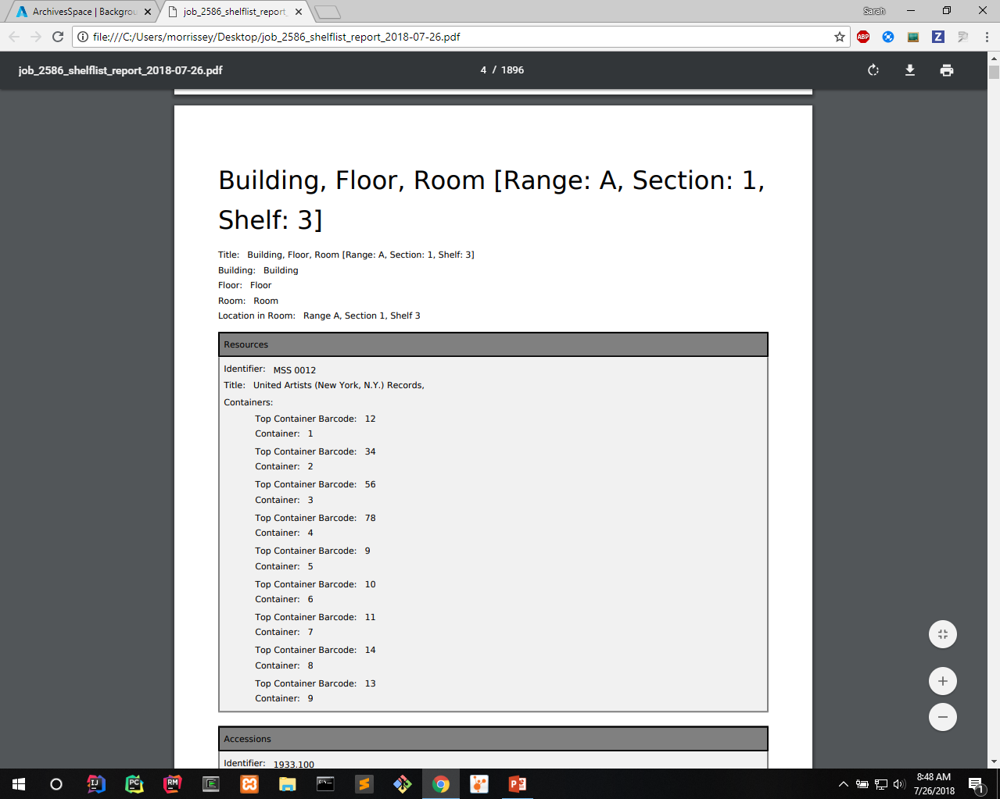 ArchivesSpace | Backgrou
job_2586_shelflist_report_
Sarah
file:///C:/Users/morrissey/Desktop/job_2586_shelflist_report_2018-07-26.pdf
ABP
Z
job_2586_shelflist_report_2018-07-26.pdf
4 / 1896
Building, Floor, Room [Range: A, Section: 1,
Shelf: 3]
Title: Building, Floor, Room [Range: A, Section: 1, Shelf: 3]
Building: Building
Floor: Floor
Room: Room
Location in Room: Range A, Section 1, Shelf 3
Resources
Identifier: MSS 0012
Title: United Artists (New York, N.Y.) Records,
Containers:
Top Container Barcode: 12
Container: 1
Top Container Barcode: 34
Container: 2
Top Container Barcode: 56
Container: 3
Top Container Barcode: 78
Container: 4
Top Container Barcode: 9
Container: 5
Top Container Barcode: 10
Container: 6
Top Container Barcode: 11
Container: 7
Top Container Barcode: 14
Container: 8
Top Container Barcode: 13
Container: 9
Accessions
Identifier: 1933.100
IJ
PC
RM
8:48 AM
7/26/2018
1